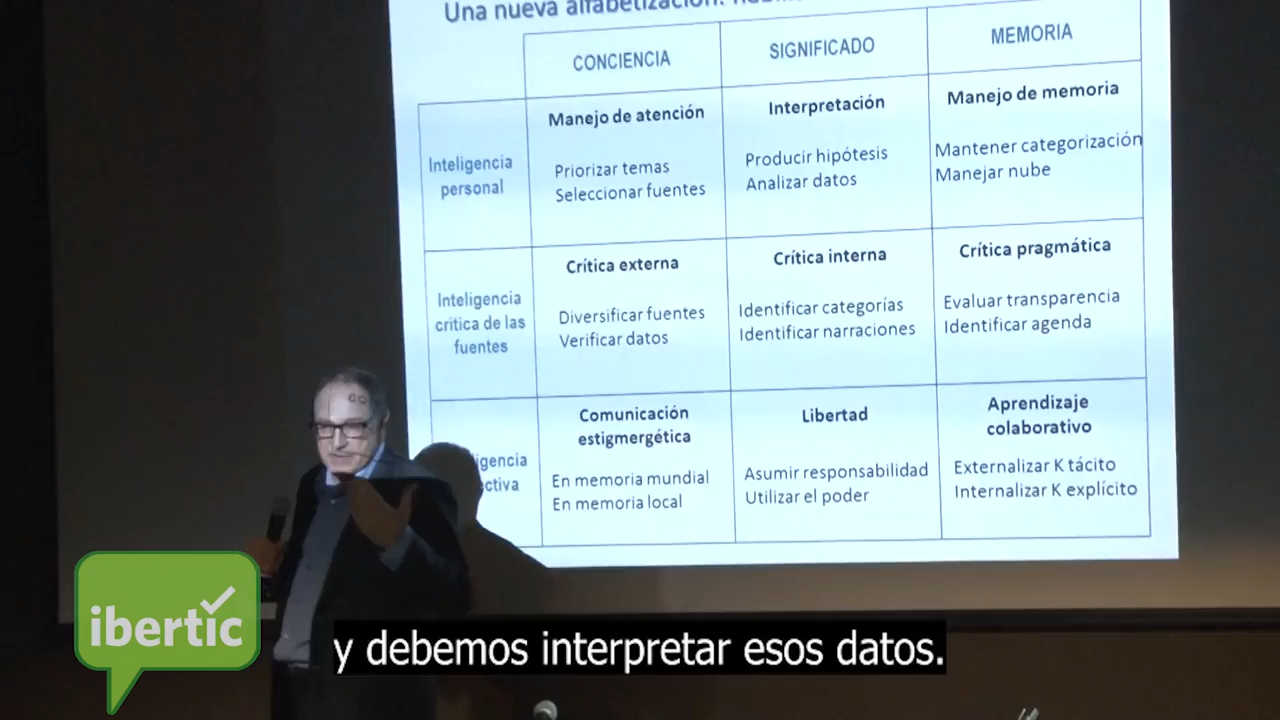 Una nueva alfabetización:
CONCIENCIA
SIGNIFICADO
MEMORIA
Inteligencia
personal
Manejo de atención
Priorizar temas
Seleccionar fuentes
Interpretación
Producir hipótesis
Analizar datos
Manejo de memoria
Mantener categorización
Manejar nube
Inteligencia
crítica de las
fuentes
Crítica externa
Diversificar fuentes
Verificar datos
Crítica interna
Identificar categorías
Identificar narraciones
Crítica pragmática
Evaluar transparencia
Identificar agenda
Comunicación
estigmergética
En memoria mundial
En memoria local
Libertad
Asumir responsabilidad
Utilizar el poder
Aprendizaje
colaborativo
Externalizar K tácito
Internalizar K explícito
ibertic
y debemos interpretar esos datos.